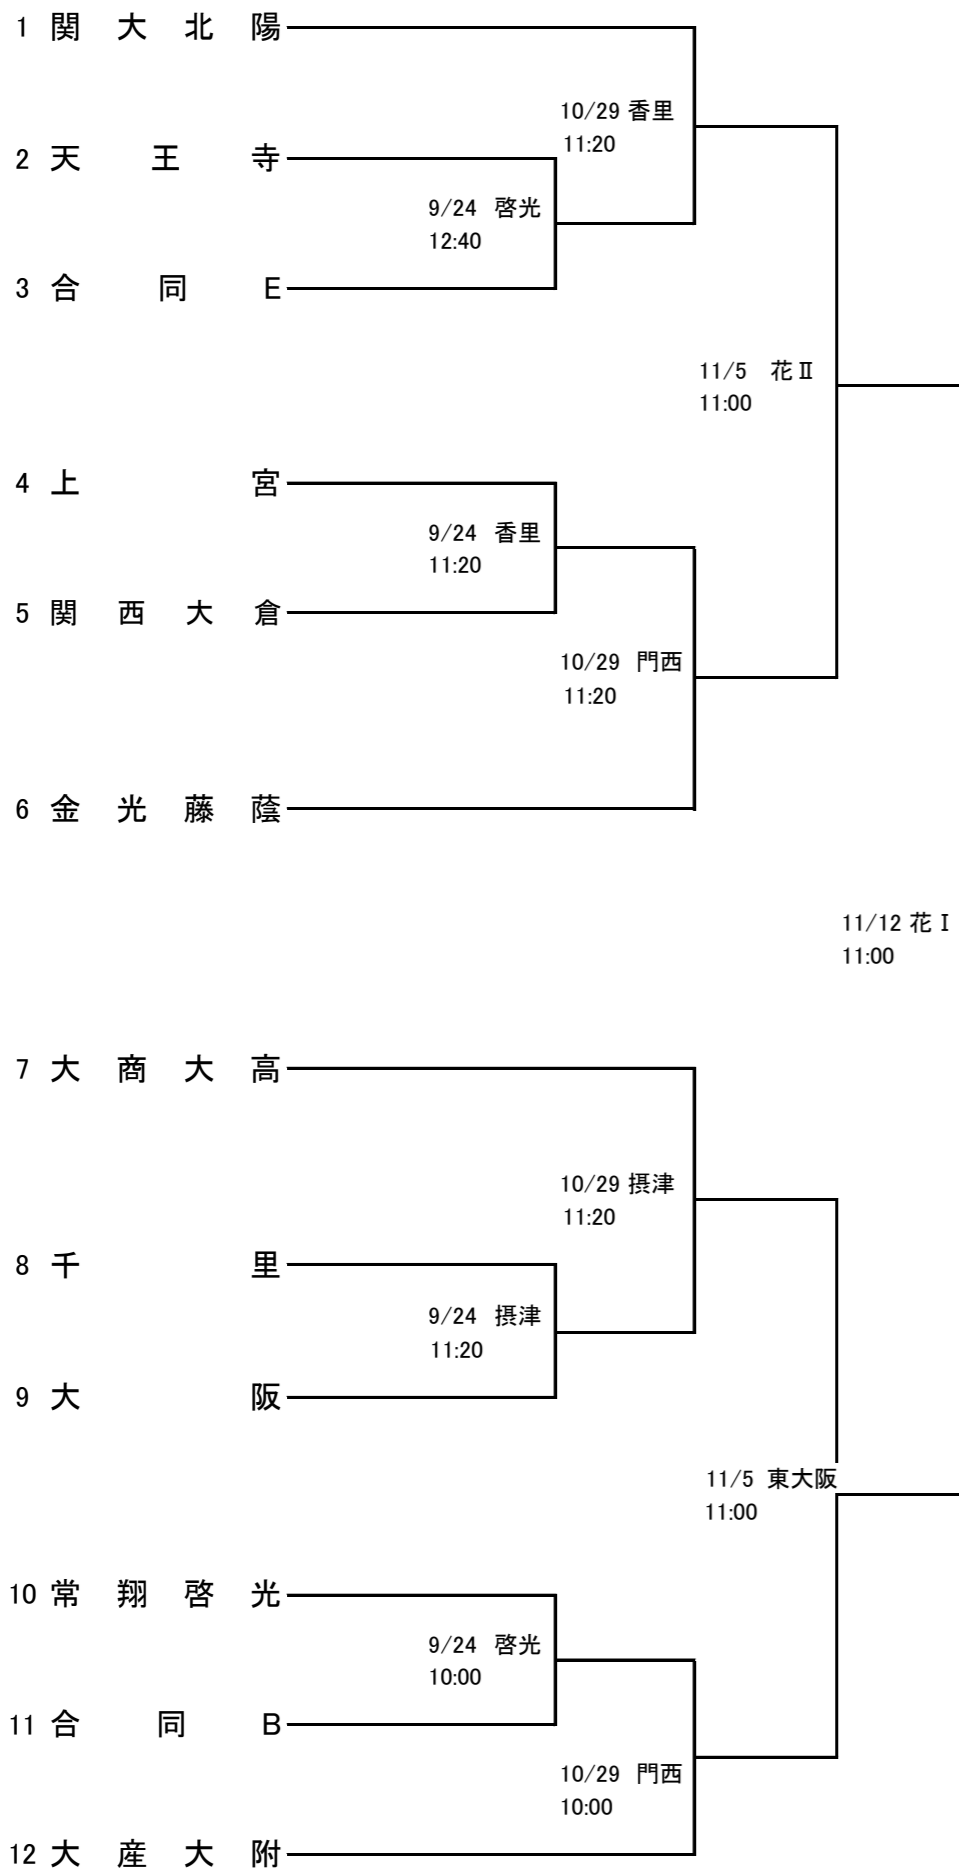 1 関大北陽
10/29 香里
11:20
2 天王寺
9/24 啓光
12:40
3 合同E
11/5 花Ⅱ
11:00
4 上宮
9/24 香里
11:20
5 関西大倉
10/29 門西
11:20
6 金光藤蔭
11/12 花Ⅰ
11:00
7 大商大高
10/29 摂津
11:20
8 千里
9/24 摂津
11:20
9 大阪
11/5 東大阪
11:00
10 常翔啓光
9/24 啓光
10:00
11 合同B
10/29 門西
10:00
12 大産大附